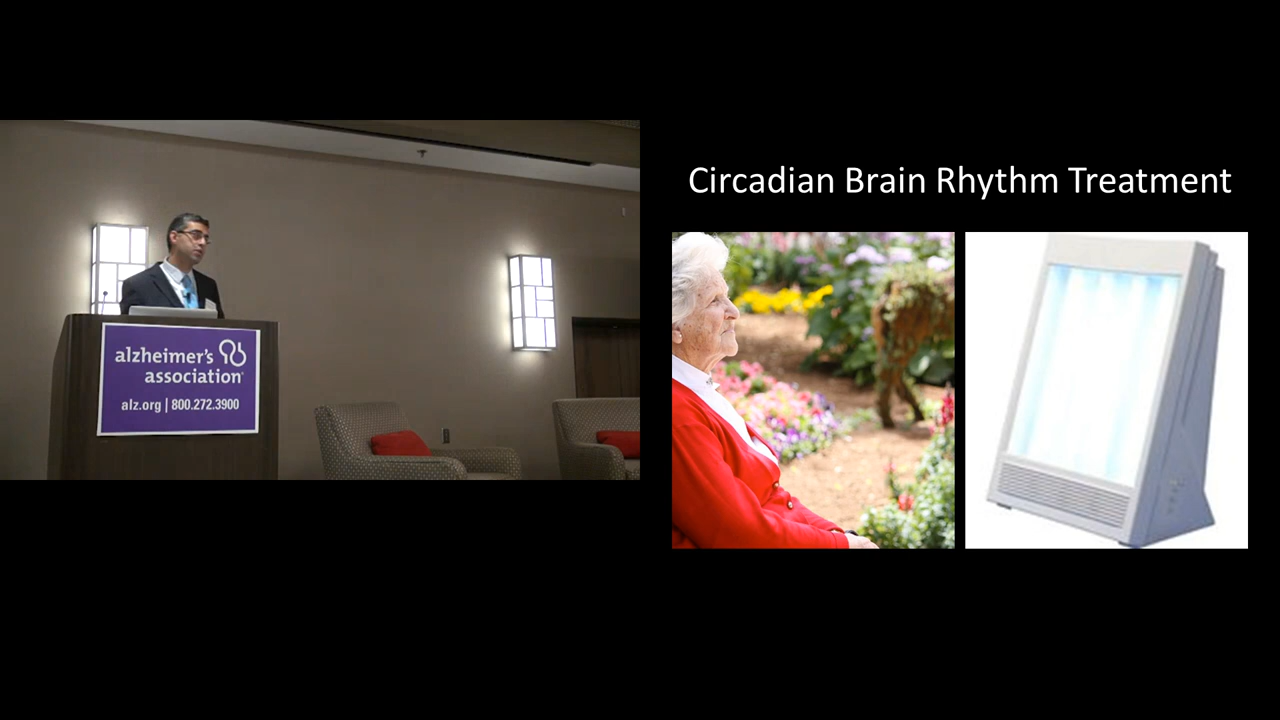 alzheimer's
association
alz.org | 800.272.3900
Circadian Brain Rhythm Treatment